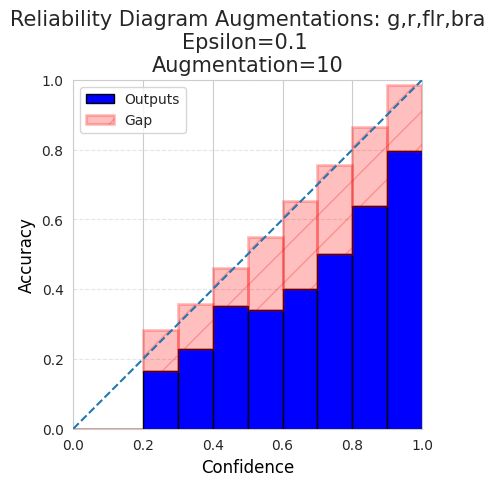 Reliability Diagram Augmentations: g,r,flr,bra
Epsilon=0.1
Augmentation=10
1.0
Outputs
Gap
0.8
0.6
0.4
0.2
0.0
Accuracy
0.0 0.2 0.4 0.6 0.8 1.0
Confidence